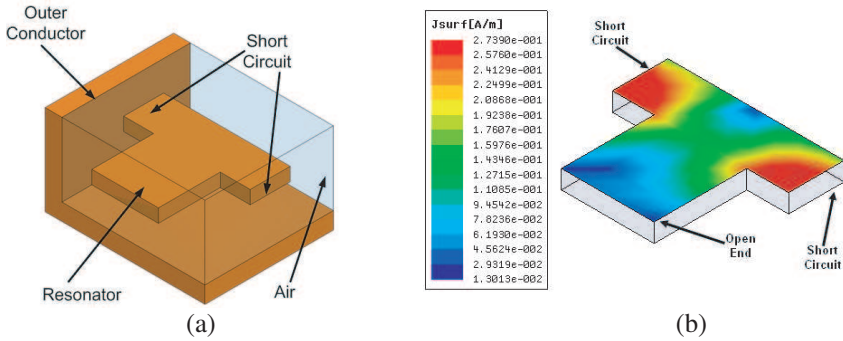 Outer
Conductor
Short
Circuit
Resonator
Air
(a)
Jsurf[A/m]
2.7390e-001
2.5760e-001
2.4129e-001
2.2499e-001
2.0868e-001
1.9238e-001
1.7607e-001
1.5976e-001
1.4346e-001
1.2715e-001
1.1085e-001
9.4542e-002
7.8236e-002
6.1930e-002
4.5624e-002
2.9319e-002
1.3013e-002
Short
Circuit
Open
End
Short
Circuit
(b)